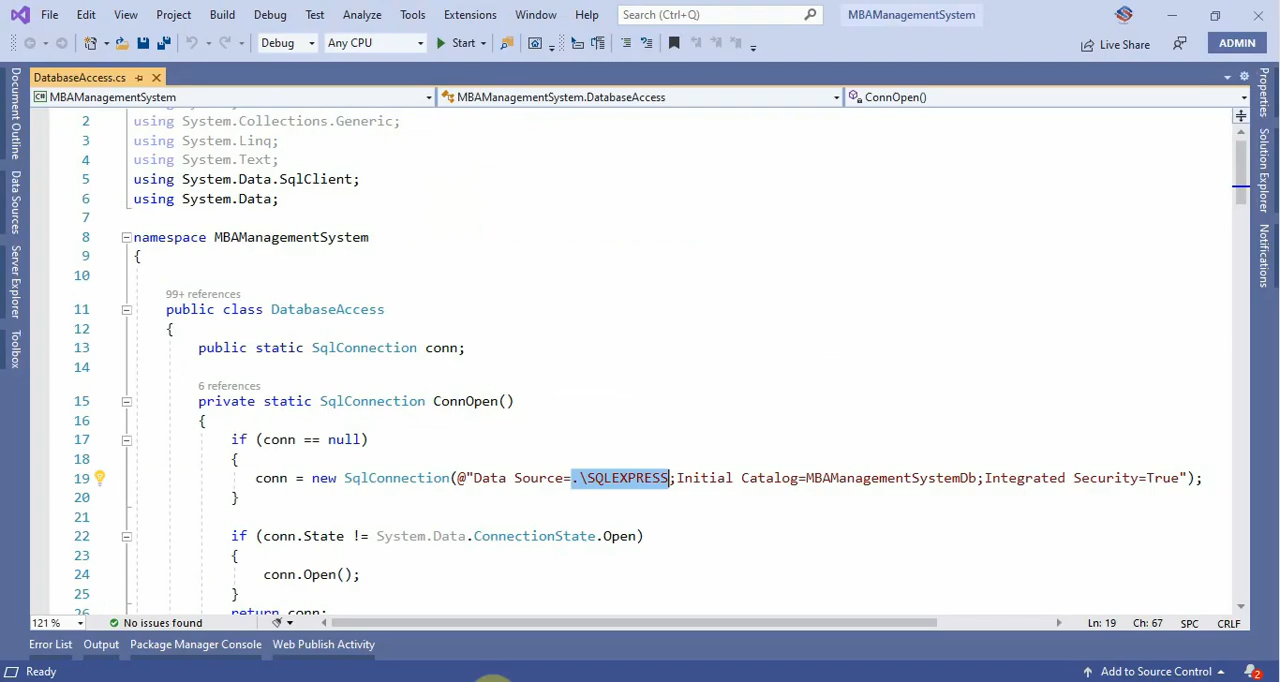 File Edit View Project Build Debug Test Analyze Tools Extensions Window Help Search (Ctrl+Q) MBAManagementSystem
Debug Any CPU Start Live Share ADMIN
DatabaseAccess.cs
MBAManagementSystem MBAManagementSystem.DatabaseAccess ConnOpen()
Document Outline
Data Sources
Server Explorer
Toolbox
2 using System.Collections.Generic;
3 using System.Linq;
4 using System.Text;
5 using System.Data.SqlClient;
6 using System.Data;
7
8 namespace MBAManagementSystem
9 {
10
99+ references
11 public class DatabaseAccess
12 {
13 public static SqlConnection conn;
14
6 references
15 private static SqlConnection ConnOpen()
16 {
17 if (conn == null)
18 {
19 conn = new SqlConnection(@"Data Source=.\SQLEXPRESS;Initial Catalog=MBAManagementSystemDb;Integrated Security=True");
20 }
21
22 if (conn.State != System.Data.ConnectionState.Open)
23 {
24 conn.Open();
25 }
26 return conn;
Properties
Solution Explorer
Notifications
121 % No issues found Ln: 19 Ch: 67 SPC CRLF
Error List Output Package Manager Console Web Publish Activity
Ready Add to Source Control 2